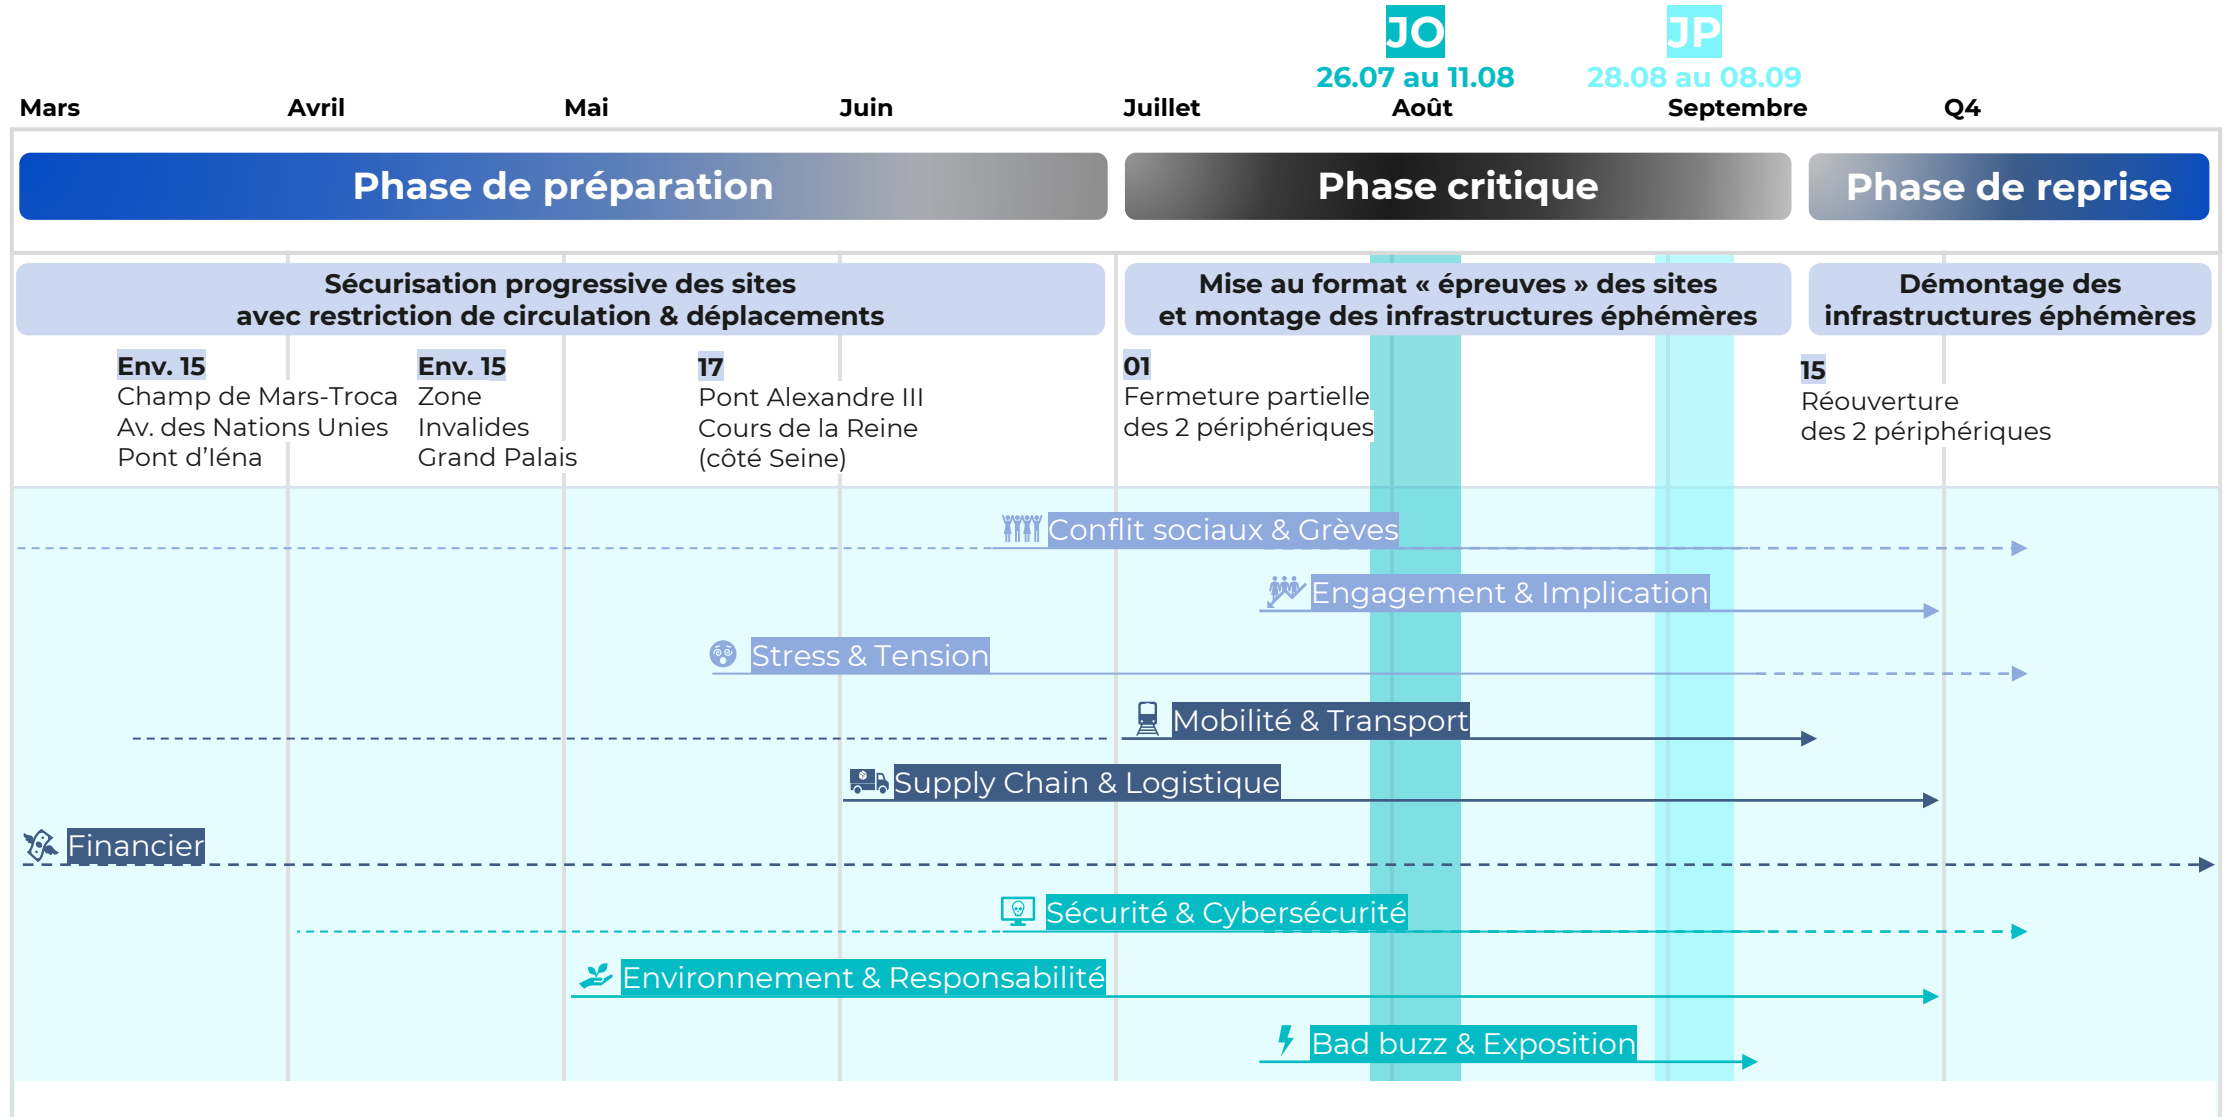 JO
JP
26.07 au 11.08
28.08 au 08.09
Mars
Avril
Mai
Juin
Juillet
Août
Septembre
Q4
Phase de préparation
Phase critique
Phase de reprise
Sécurisation progressive des sites
avec restriction de circulation & déplacements
Mise au format « épreuves » des sites
et montage des infrastructures éphémères
Démontage des
infrastructures éphémères
Env. 15
Champ de Mars-Troca
Av. des Nations Unies
Pont d’Iéna
Env. 15
Zone
Invalides
Grand Palais
17
Pont Alexandre III
Cours de la Reine
(côté Seine)
01
Fermeture partielle
des 2 périphériques
15
Réouverture
des 2 périphériques
Conflit sociaux & Grèves
Engagement & Implication
Stress & Tension
Mobilité & Transport
Supply Chain & Logistique
Financier
Sécurité & Cybersécurité
Environnement & Responsabilité
Bad buzz & Exposition